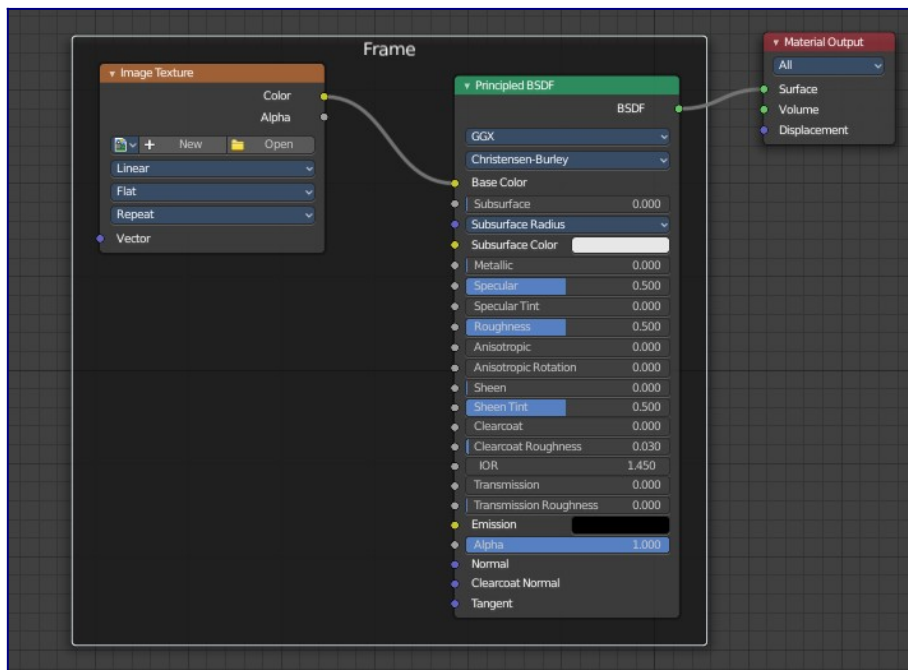 Frame
Image Texture
Color
Alpha
New Open
Linear
Flat
Repeat
Vector
Principled BSDF
BSDF
GGX
Christensen-Burley
Base Color
Subsurface 0.000
Subsurface Radius
Subsurface Color
Metallic 0.000
Specular 0.500
Specular Tint 0.000
Roughness 0.500
Anisotropic 0.000
Anisotropic Rotation 0.000
Sheen 0.000
Sheen Tint 0.500
Clearcoat 0.000
Clearcoat Roughness 0.030
IOR 1.450
Transmission 0.000
Transmission Roughness 0.000
Emission
Alpha 1.000
Normal
Clearcoat Normal
Tangent
Material Output
All
Surface
Volume
Displacement